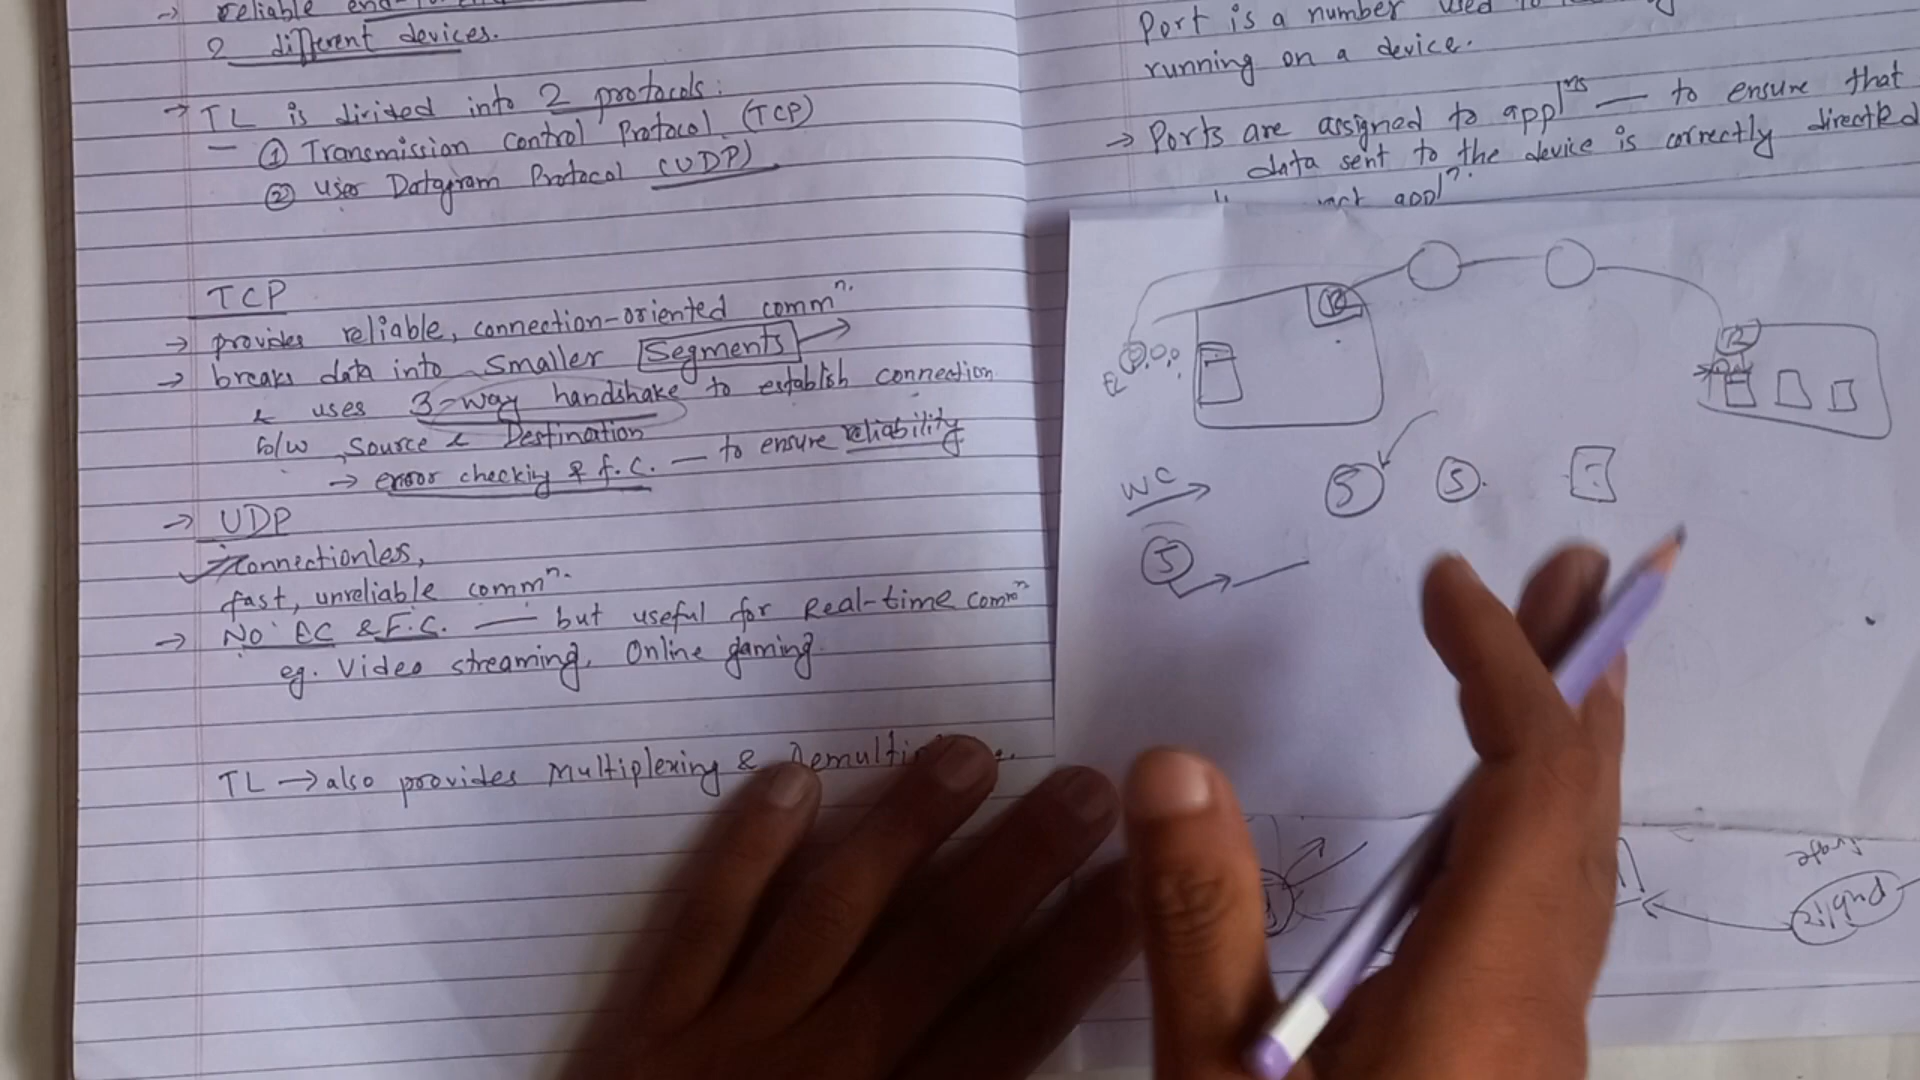 → reliable
2 different devices.
→ TL is divided into 2 protocols:
— ① Transmission Control Protocol (TCP)
② User Datagram Protocol (UDP)
TCP
→ provides reliable, connection-oriented commⁿ.
→ breaks data into smaller Segments →
& uses 3-way handshake to establish connection
b/w Source & Destination
→ error checking & f.c. — to ensure reliability.
→ UDP
→ Connectionless,
fast, unreliable commⁿ.
→ No EC & F.C. — but useful for Real-time commⁿ
eg. Video streaming, Online gaming
TL → also provides Multiplexing &
Port is a number used
running on a device.
→ Ports are assigned to applⁿˢ — to ensure that
data sent to the device is correctly directed
applⁿ.
R
R
WC
S
S
S
Public